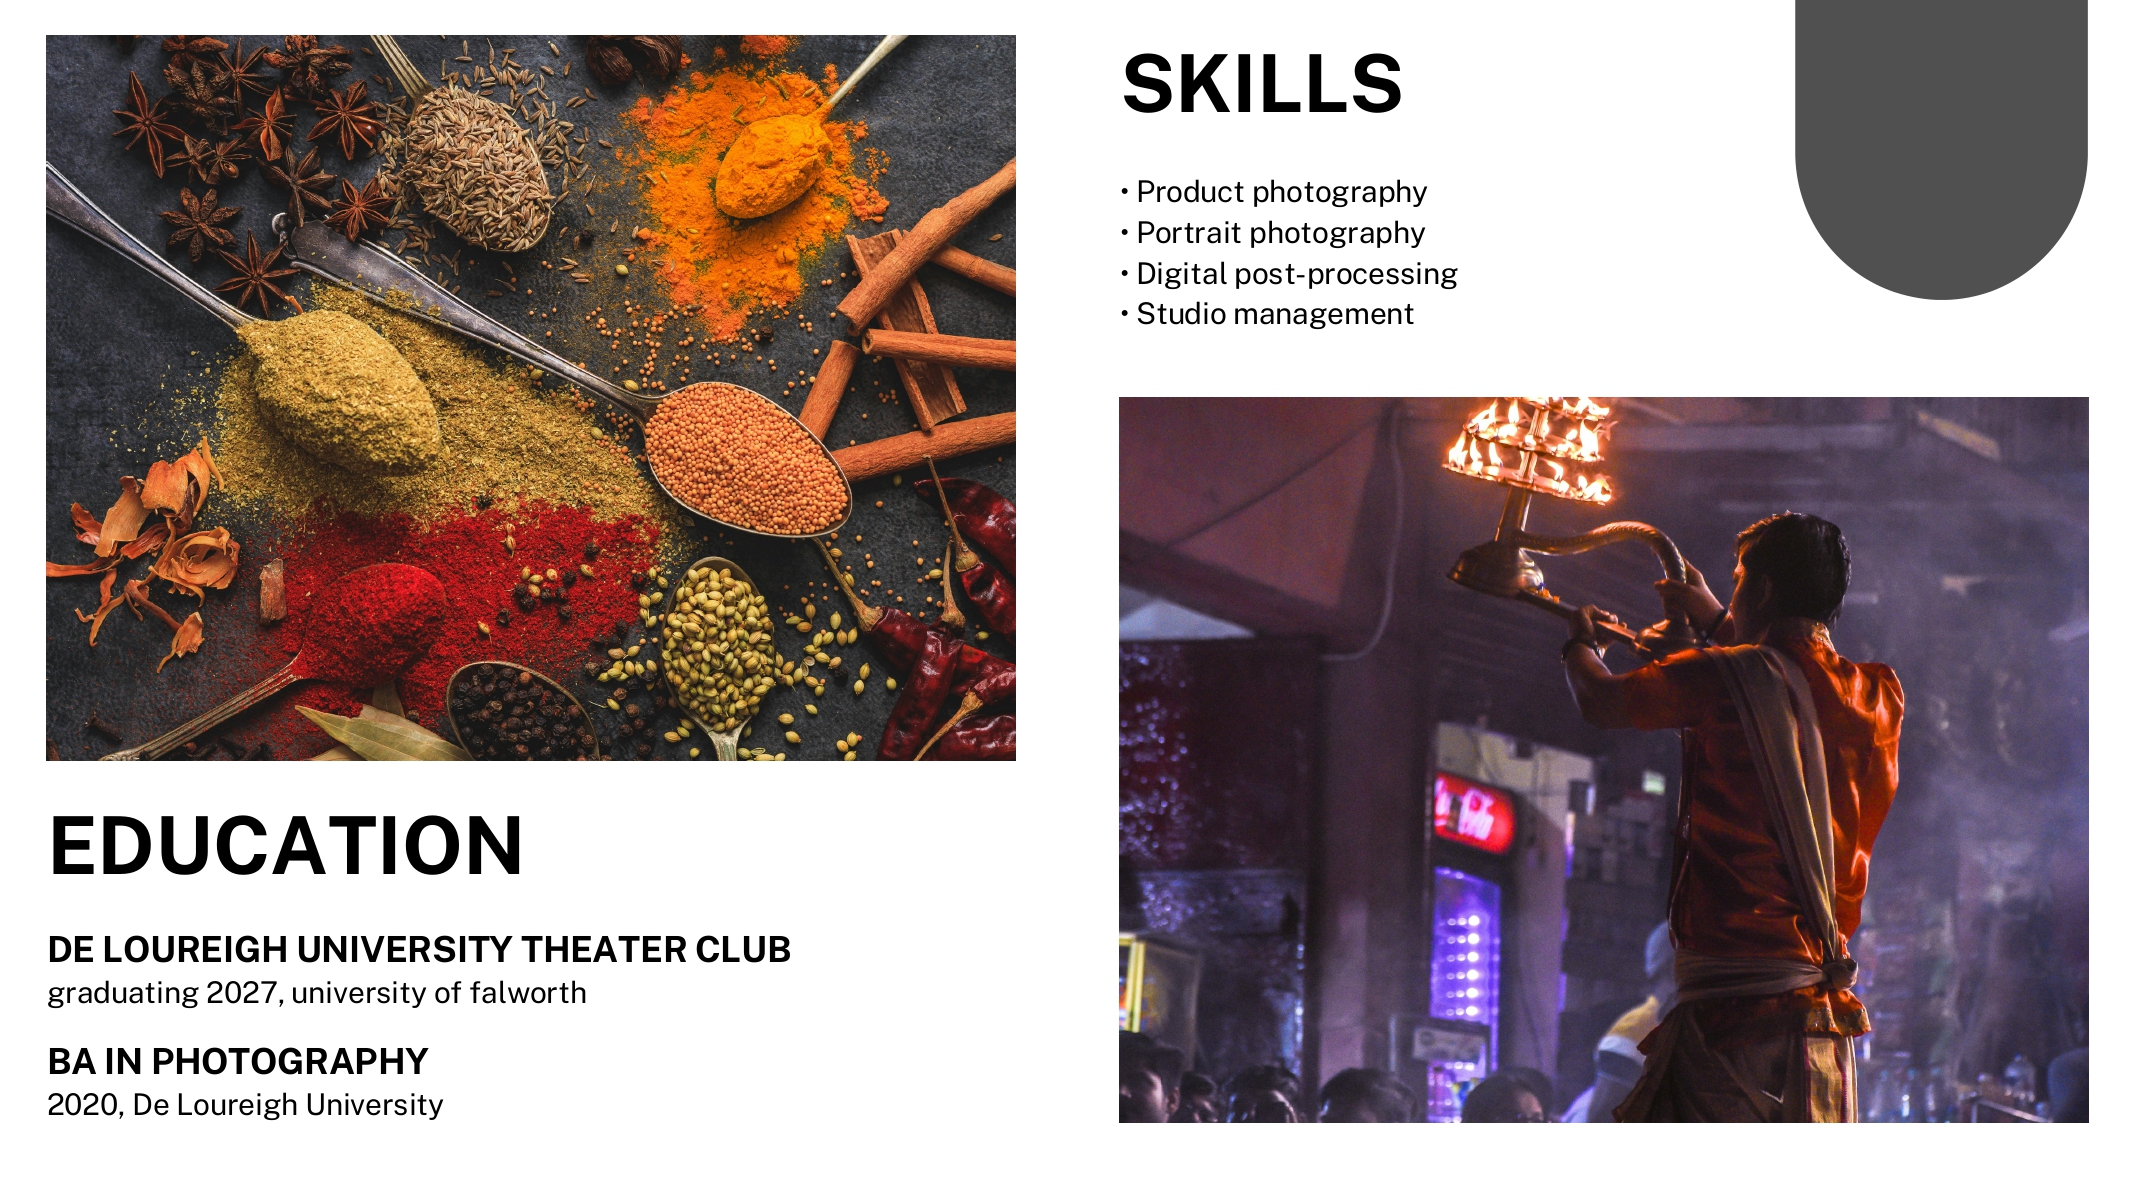 SKILLS
• Product photography
• Portrait photography
• Digital post-processing
• Studio management
EDUCATION
DE LOUREIGH UNIVERSITY THEATER CLUB
graduating 2027, university of falworth
BA IN PHOTOGRAPHY
2020, De Loureigh University